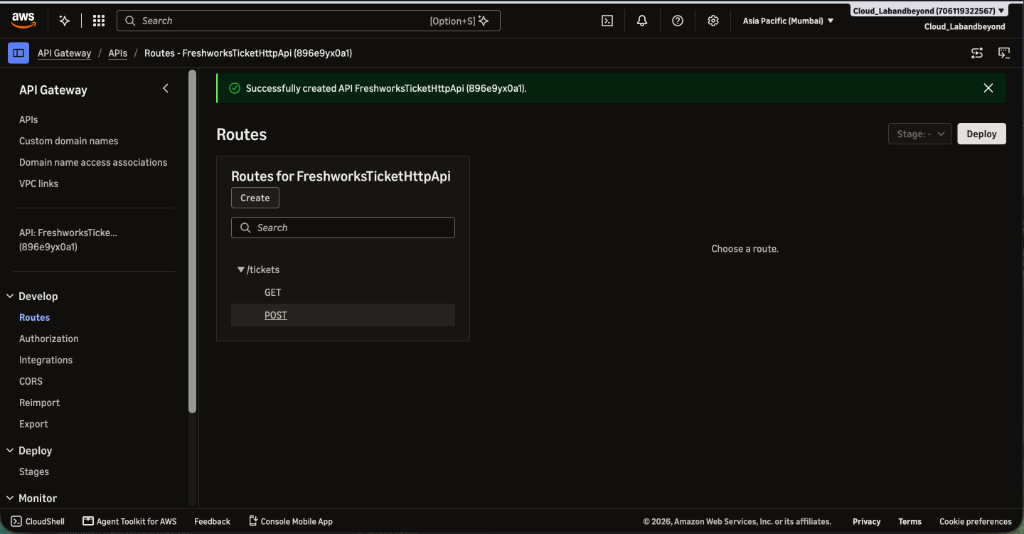 aws
Search [Option+S]
Asia Pacific (Mumbai) ▼
Cloud_Labandbeyond (706119322567) ▼
Cloud_Labandbeyond
API Gateway / APIs / Routes - FreshworksTicketHttpApi (896e9yx0a1)
API Gateway
APIs
Custom domain names
Domain name access associations
VPC links
API: FreshworksTicke...
(896e9yx0a1)
Develop
Routes
Authorization
Integrations
CORS
Reimport
Export
Deploy
Stages
Monitor
Successfully created API FreshworksTicketHttpApi (896e9yx0a1).
Routes
Stage: -
Deploy
Routes for FreshworksTicketHttpApi
Create
Search
▼/tickets
GET
POST
Choose a route.
CloudShell
Agent Toolkit for AWS
Feedback
Console Mobile App
© 2026, Amazon Web Services, Inc. or its affiliates.
Privacy
Terms
Cookie preferences